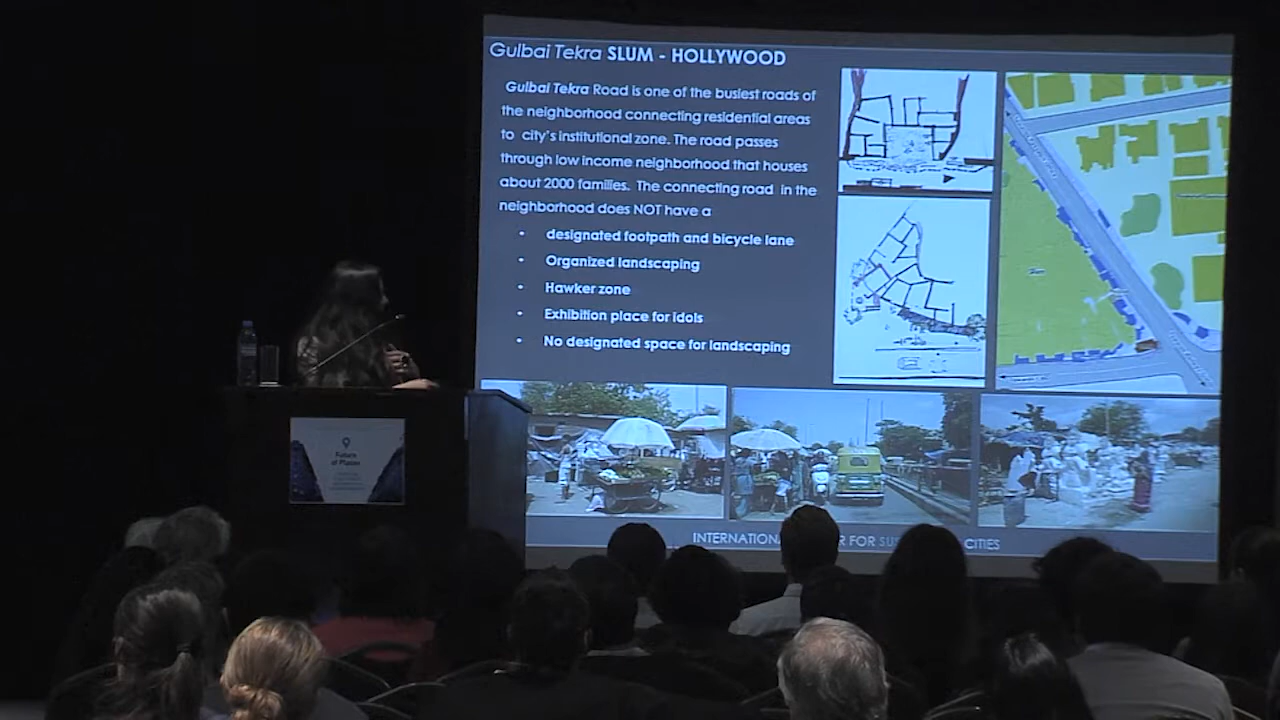 Gulbai Tekra SLUM - HOLLYWOOD
Gulbai Tekra Road is one of the busiest roads of
the neighborhood connecting residential areas
to city's institutional zone. The road passes
through low income neighborhood that houses
about 2000 families. The connecting road in the
neighborhood does NOT have a
• designated footpath and bicycle lane
• Organized landscaping
• Hawker zone
• Exhibition place for idols
• No designated space for landscaping
INTERNATIONA R FOR SUS CITIES
Future
of Places